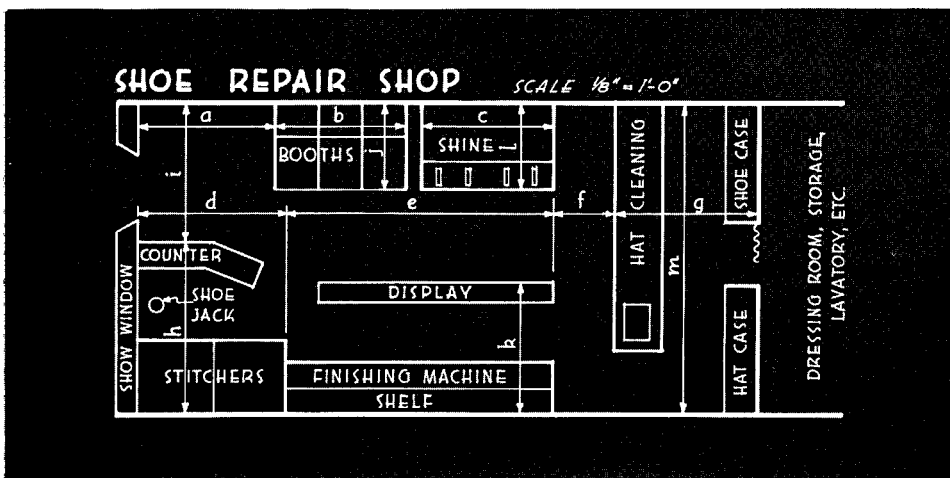 SHOE REPAIR SHOP
SCALE 1/8" = 1'-0"
a
b
c
i
j
l
BOOTHS
SHINE
HAT CLEANING
SHOE CASE
d
e
f
g
COUNTER
SHOE
JACK
h
SHOW WINDOW
DISPLAY
k
m
STITCHERS
FINISHING MACHINE
SHELF
HAT CASE
DRESSING ROOM, STORAGE,
LAVATORY, ETC.